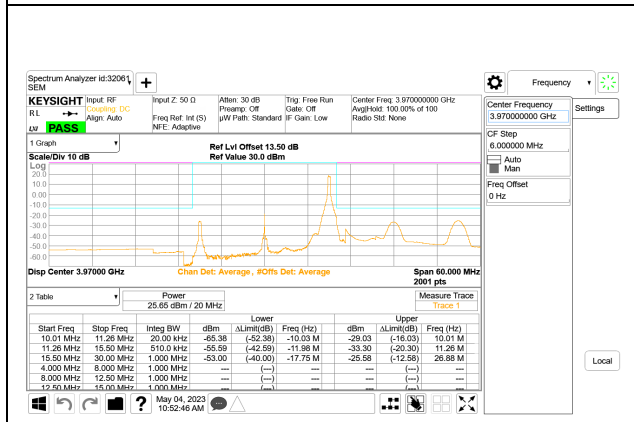 Spectrum Analyzer id:32061
SEM
Frequency
KEYSIGHT
RL
PASS
Input: RF
Coupling: DC
Align: Auto
Input Z: 50 Ω
Freq Ref: Int (S)
NFE: Adaptive
Atten: 30 dB
Preamp: Off
µW Path: Standard
Trig: Free Run
Gate: Off
IF Gain: Low
Center Freq: 3.970000000 GHz
Avg|Hold: 100.00% of 100
Radio Std: None
Center Frequency
3.970000000 GHz
Settings
CF Step
6.000000 MHz
Auto
Man
Freq Offset
0 Hz
1 Graph
Scale/Div 10 dB
Ref Lvl Offset 13.50 dB
Ref Value 30.0 dBm
Log
20.0
10.0
0.00
-10.0
-20.0
-30.0
-40.0
-50.0
-60.0
Disp Center 3.97000 GHz
Chan Det: Average , #Offs Det: Average
Span 60.000 MHz
2001 pts
2 Table
Power
25.65 dBm / 20 MHz
Measure Trace
Trace 1
Lower Upper
Start Freq Stop Freq Integ BW dBm ΔLimit(dB) Freq (Hz) dBm ΔLimit(dB) Freq (Hz)
10.01 MHz 11.26 MHz 20.00 kHz -65.38 (-52.38) -10.03 M -29.03 (-16.03) 10.01 M
11.26 MHz 15.50 MHz 510.0 kHz -55.59 (-42.59) -11.98 M -33.30 (-20.30) 11.26 M
15.50 MHz 30.00 MHz 1.000 MHz -53.00 (-40.00) -17.75 M -25.58 (-12.58) 26.88 M
4.000 MHz 8.000 MHz 1.000 MHz --- (---) --- --- (---) ---
8.000 MHz 12.50 MHz 1.000 MHz --- (---) --- --- (---) ---
12.50 MHz 15.00 MHz 1.000 MHz --- (---) --- --- (---) ---
Local
May 04, 2023
10:52:46 AM